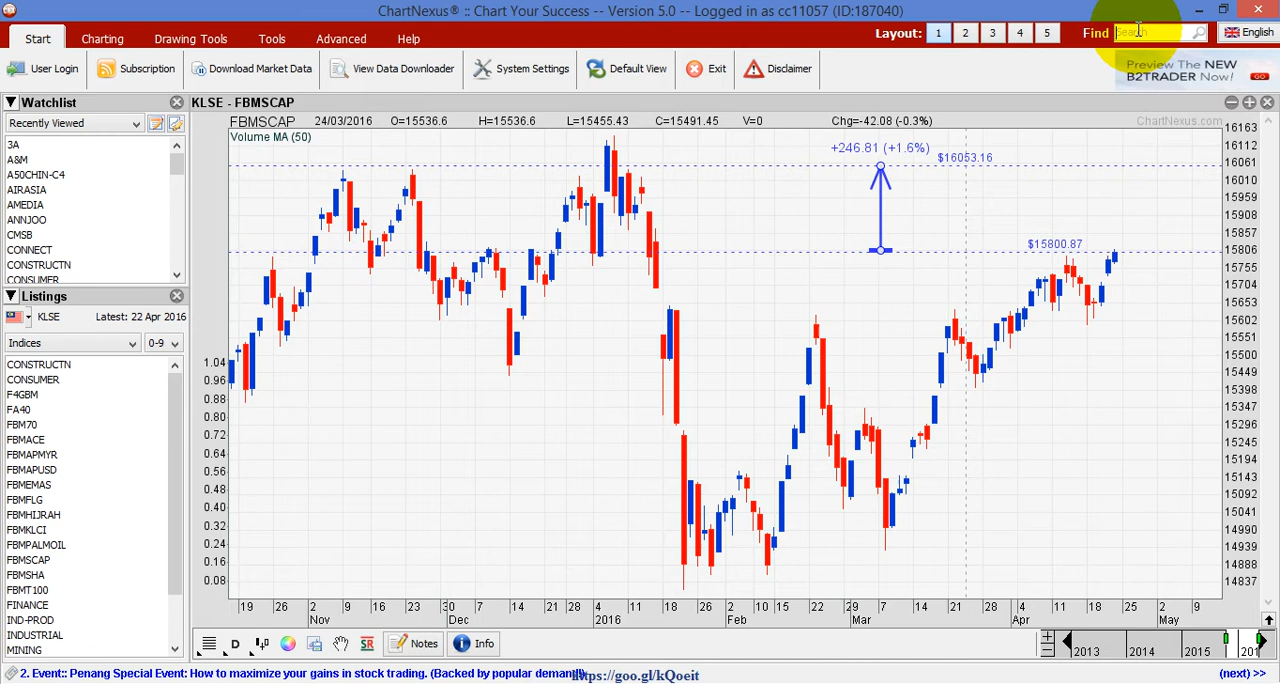 ChartNexus® :: Chart Your Success -- Version 5.0 -- Logged in as cc11057 (ID:187040)
Start Charting Drawing Tools Tools Advanced Help Layout: 1 2 3 4 5 Find Search English
User Login Subscription Download Market Data View Data Downloader System Settings Default View Exit Disclaimer
Preview The NEW
B2TRADER Now! GO
Watchlist
Recently Viewed
3A
A&M
A50CHIN-C4
AIRASIA
AMEDIA
ANNJOO
CMSB
CONNECT
CONSTRUCTN
CONSUMER
Listings
KLSE Latest: 22 Apr 2016
Indices 0-9
CONSTRUCTN
CONSUMER
F4GBM
FA40
FBM70
FBMACE
FBMAPMYR
FBMAPUSD
FBMEMAS
FBMFLG
FBMHIJRAH
FBMKLCI
FBMPALMOIL
FBMSCAP
FBMSHA
FBMT100
FINANCE
IND-PROD
INDUSTRIAL
MINING
KLSE - FBMSCAP
FBMSCAP 24/03/2016 O=15536.6 H=15536.6 L=15455.43 C=15491.45 V=0 Chg=-42.08 (-0.3%) ChartNexus.com
Volume MA (50)
+246.81 (+1.6%)
$16053.16
$15800.87
16163
16112
16061
16010
15959
15908
15857
15806
15755
15704
15653
15602
15551
15500
15449
15398
15347
15296
15245
15194
15143
15092
15041
14990
14939
14888
14837
1.04
0.96
0.88
0.80
0.72
0.64
0.56
0.48
0.40
0.32
0.24
0.16
0.08
19 26 2 9 16 23 30 7 14 21 28 4 11 18 26 2 10 15 22 29 7 14 21 28 4 11 18 25 2 9
Nov Dec 2016 Feb Mar Apr May
D SR Notes Info
2013 2014 2015 201
2. Event:: Penang Special Event: How to maximize your gains in stock trading. (Backed by popular demand) (next) >>
https://goo.gl/kQoeit